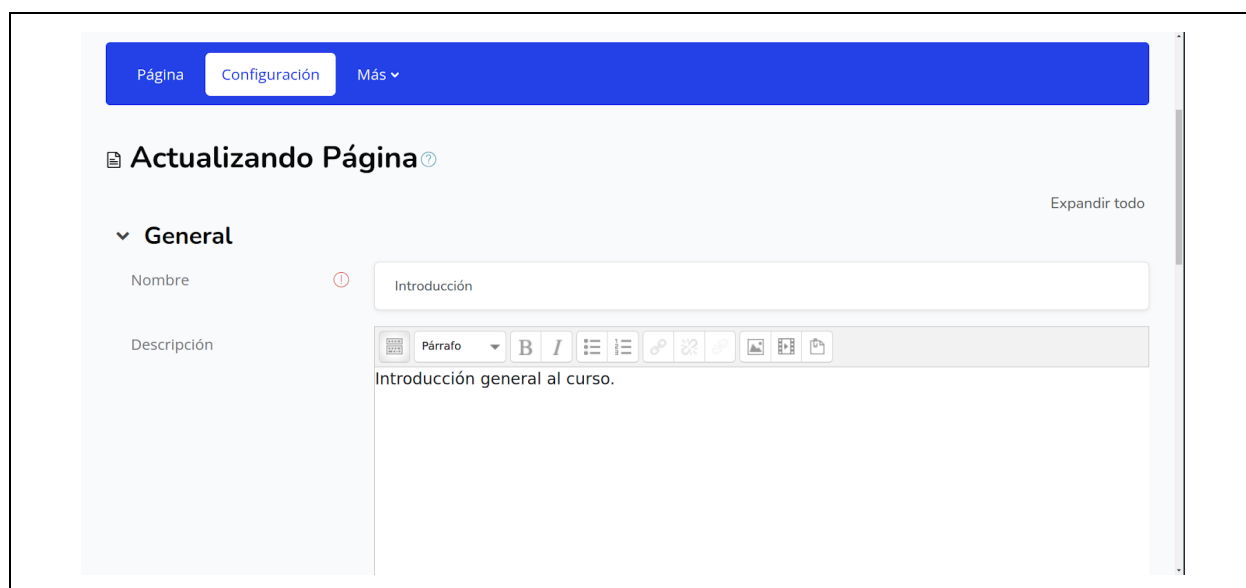 Página Configuración Más
Actualizando Página
Expandir todo
General
Nombre Introducción
Descripción Párrafo B I
Introducción general al curso.